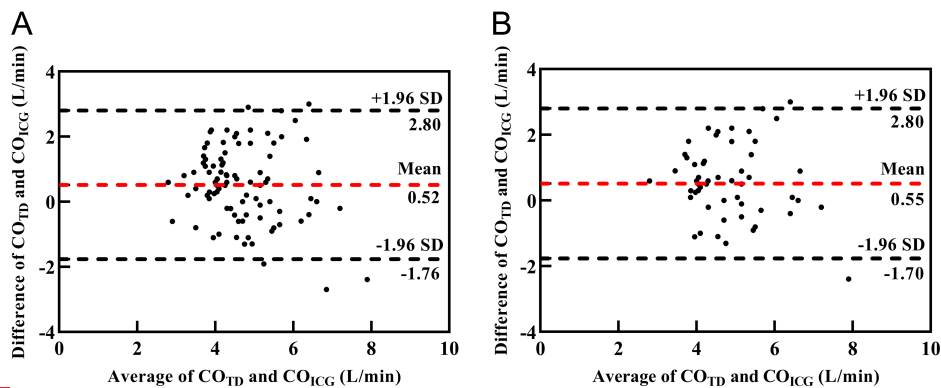 A
Difference of CO_TD and CO_ICG (L/min)
4
2
0
-2
-4
+1.96 SD
2.80
Mean
0.52
-1.96 SD
-1.76
0
2
4
6
8
10
Average of CO_TD and CO_ICG (L/min)
B
Difference of CO_TD and CO_ICG (L/min)
4
2
0
-2
-4
+1.96 SD
2.80
Mean
0.55
-1.96 SD
-1.70
0
2
4
6
8
10
Average of CO_TD and CO_ICG (L/min)